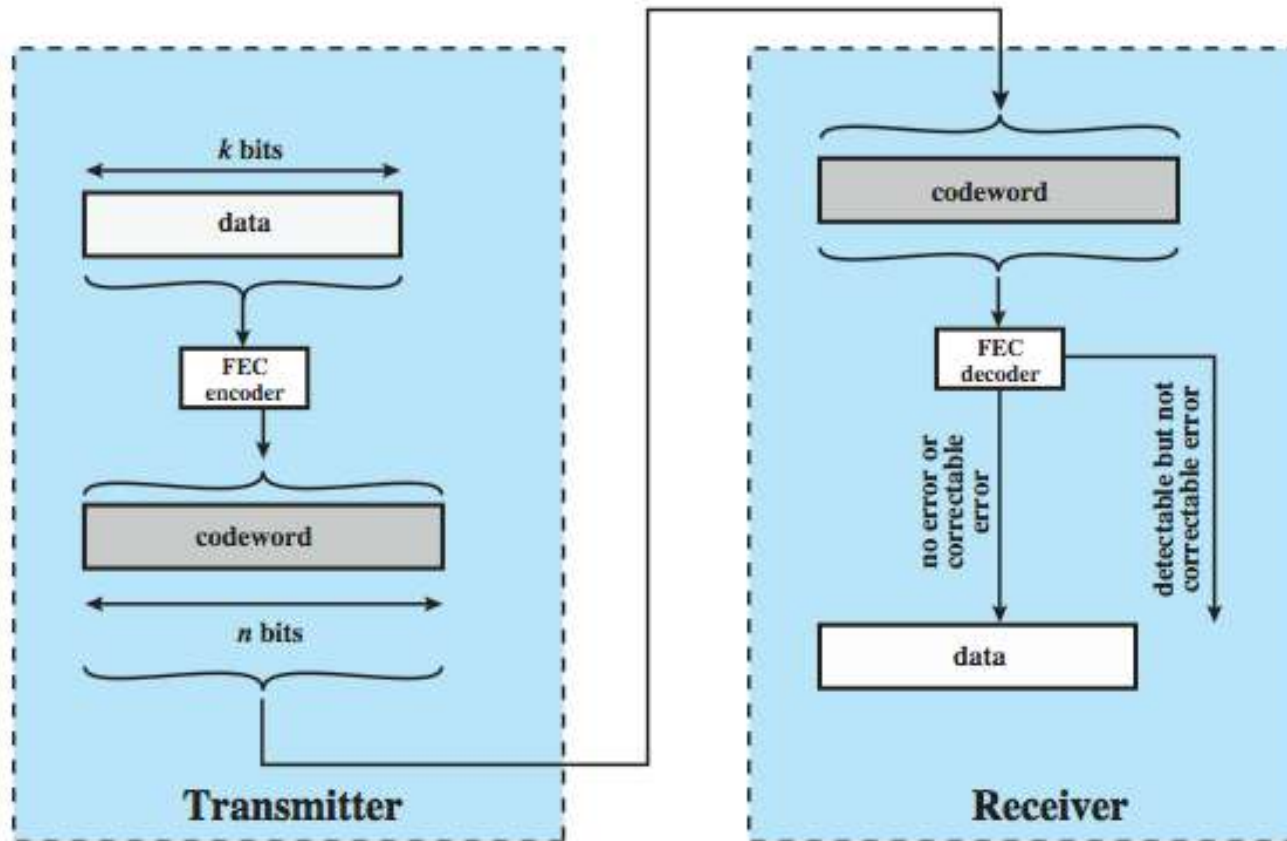 k bits
data
FEC
encoder
codeword
n bits
Transmitter
codeword
FEC
decoder
no error or
correctable
error
detectable but not
correctable error
data
Receiver